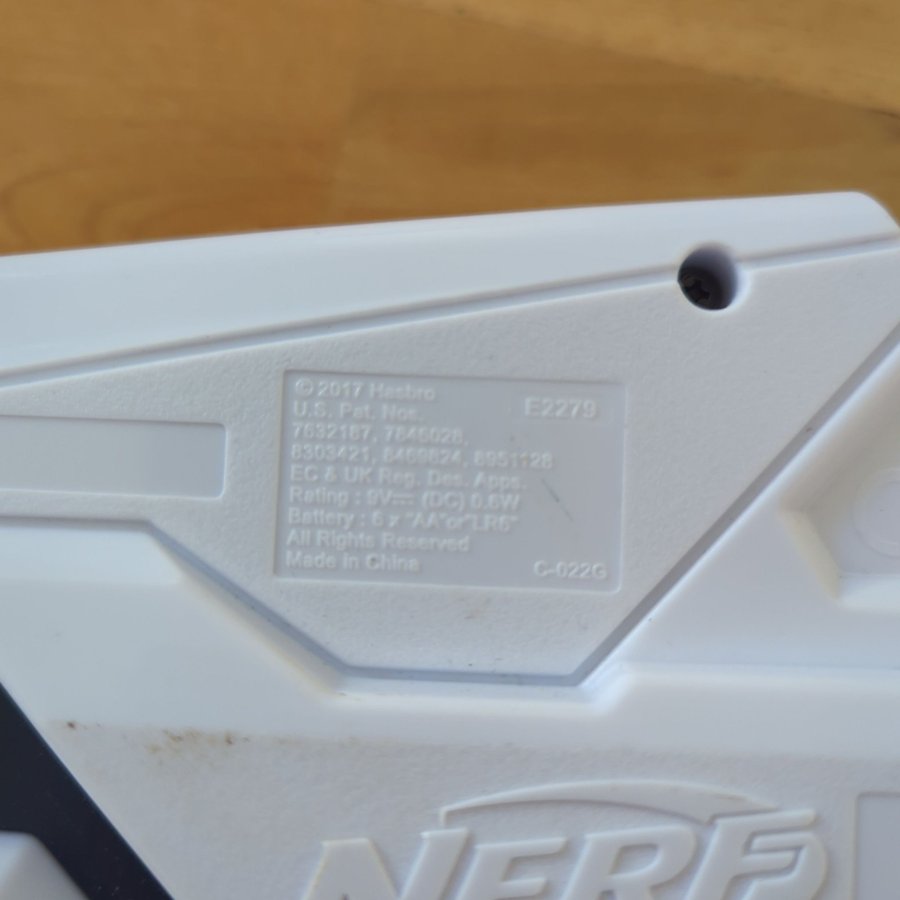 © 2017 Hasbro
E2279
U.S. Pat. Nos.
7632187, 7845028,
8303421, 8469824, 8951128
EC & UK Reg. Des. Apps.
Rating : 9V⎓ (DC) 0.6W
Battery : 6 x "AA"or"LR6"
All Rights Reserved
Made in China
C-022G
NERF